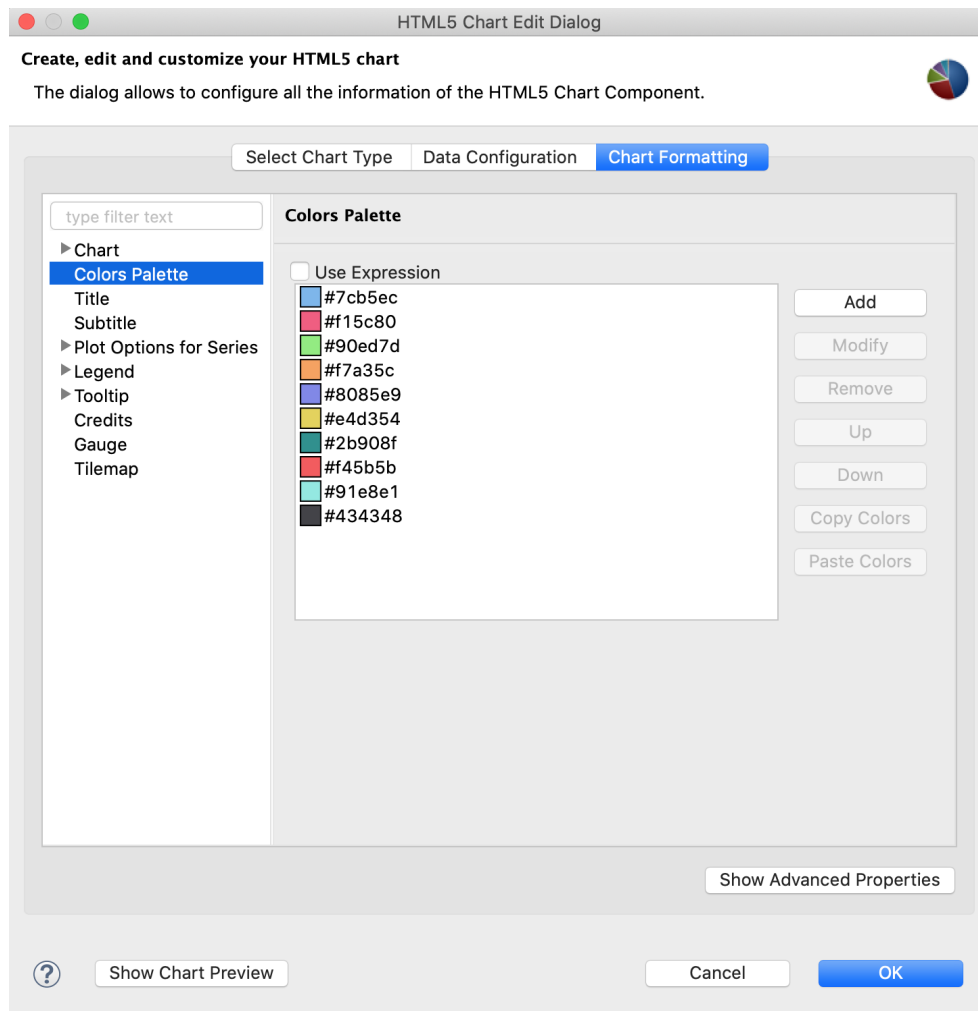 HTML5 Chart Edit Dialog
Create, edit and customize your HTML5 chart
The dialog allows to configure all the information of the HTML5 Chart Component.
Select Chart Type Data Configuration Chart Formatting
type filter text
Chart
Colors Palette
Title
Subtitle
Plot Options for Series
Legend
Tooltip
Credits
Gauge
Tilemap
Colors Palette
Use Expression
#7cb5ec
#f15c80
#90ed7d
#f7a35c
#8085e9
#e4d354
#2b908f
#f45b5b
#91e8e1
#434348
Add
Modify
Remove
Up
Down
Copy Colors
Paste Colors
Show Advanced Properties
?
Show Chart Preview
Cancel
OK